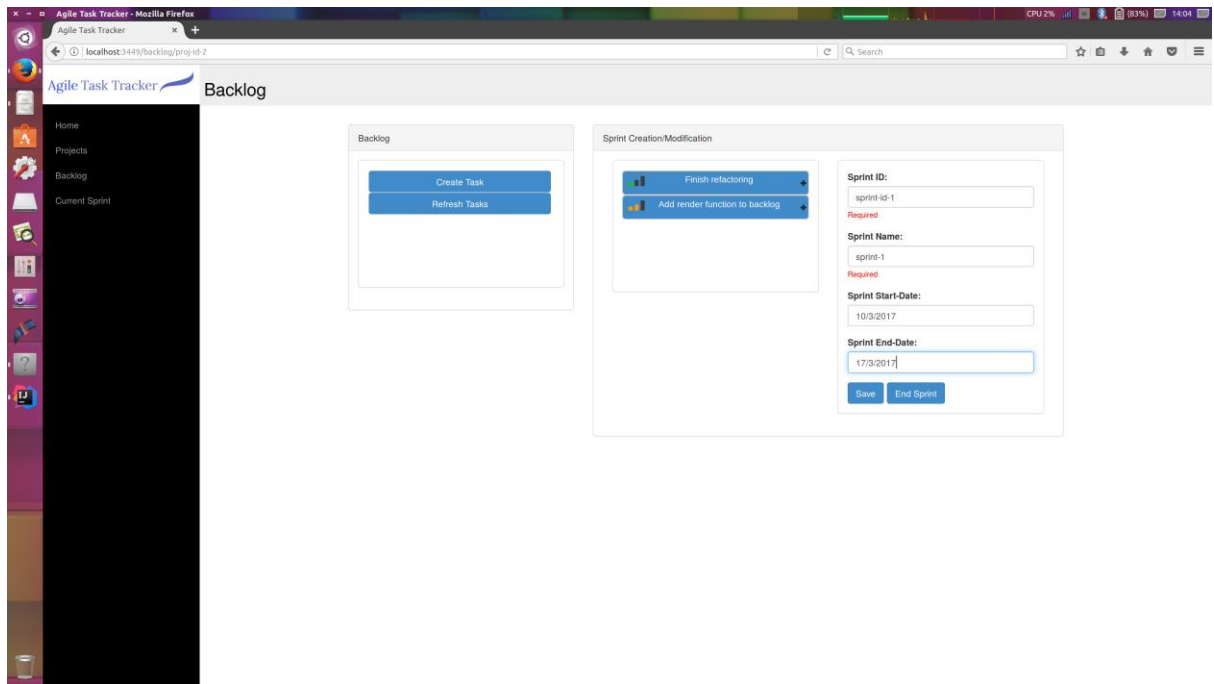 Agile Task Tracker - Mozilla Firefox
CPU 2% (83%) 14:04
Agile Task Tracker
localhost:3449/backlog/proj-id-2
Search
Agile Task Tracker
Backlog
Home
Projects
Backlog
Current Sprint
Backlog
Create Task
Refresh Tasks
Sprint Creation/Modification
Finish refactoring
Add render function to backlog
Sprint ID:
sprint-id-1
Required
Sprint Name:
sprint-1
Required
Sprint Start-Date:
10/3/2017
Sprint End-Date:
17/3/2017
Save End Sprint